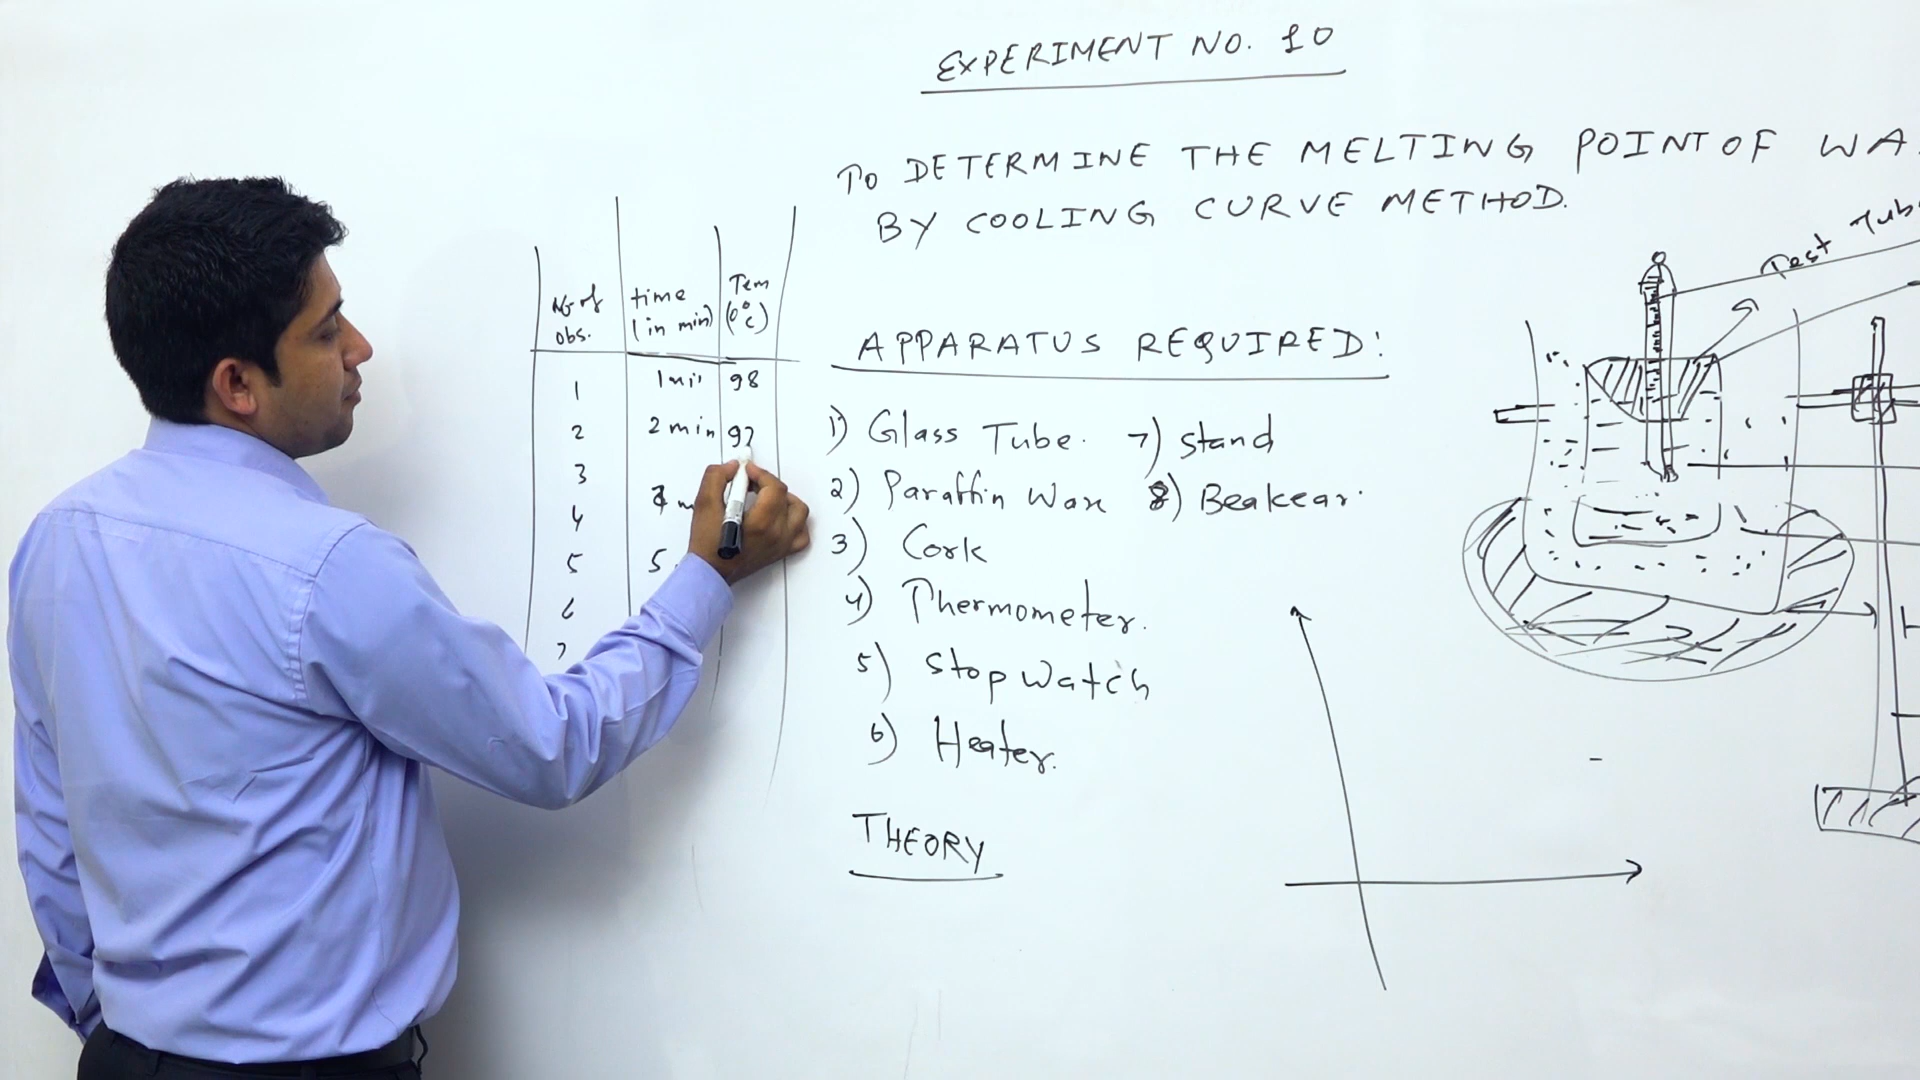 EXPERIMENT NO. 10
TO DETERMINE THE MELTING POINT OF WA
BY COOLING CURVE METHOD.
Test Tub
No of obs. time (in min) Tem (0°C)
1 1 min 98
2 2 min 92
3
4
5 5
6
7
APPARATUS REQUIRED:
1) Glass Tube. 7) Stand
2) Paraffin Wax 8) Beakear.
3) Cork
4) Thermometer.
5) Stop Watch
6) Heater.
THEORY